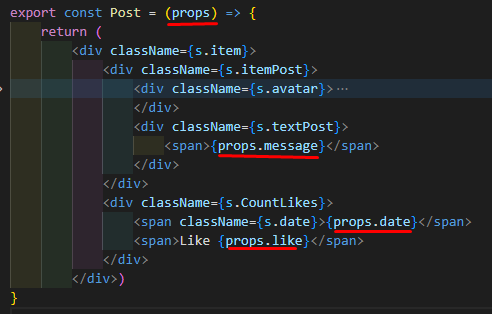 export const Post = (props) => {
return (
<div className={s.item}>
<div className={s.itemPost}>
<div className={s.avatar}>…
</div>
<div className={s.textPost}>
<span>{props.message}</span>
</div>
</div>
<div className={s.CountLikes}>
<span className={s.date}>{props.date}</span>
<span>Like {props.like}</span>
</div>
</div>)
}